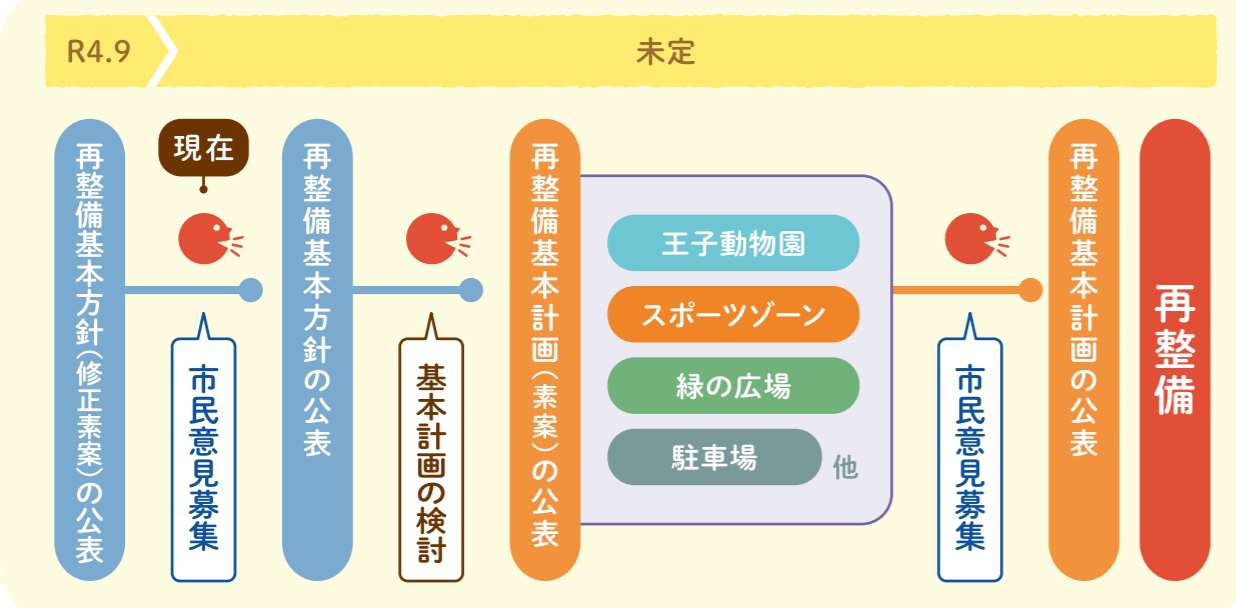 R4.9
未定
再整備基本方針（修正素案）の公表
現在
市民意見募集
再整備基本方針の公表
基本計画の検討
再整備基本計画（素案）の公表
王子動物園
スポーツゾーン
緑の広場
駐車場
他
市民意見募集
再整備基本計画の公表
再整備